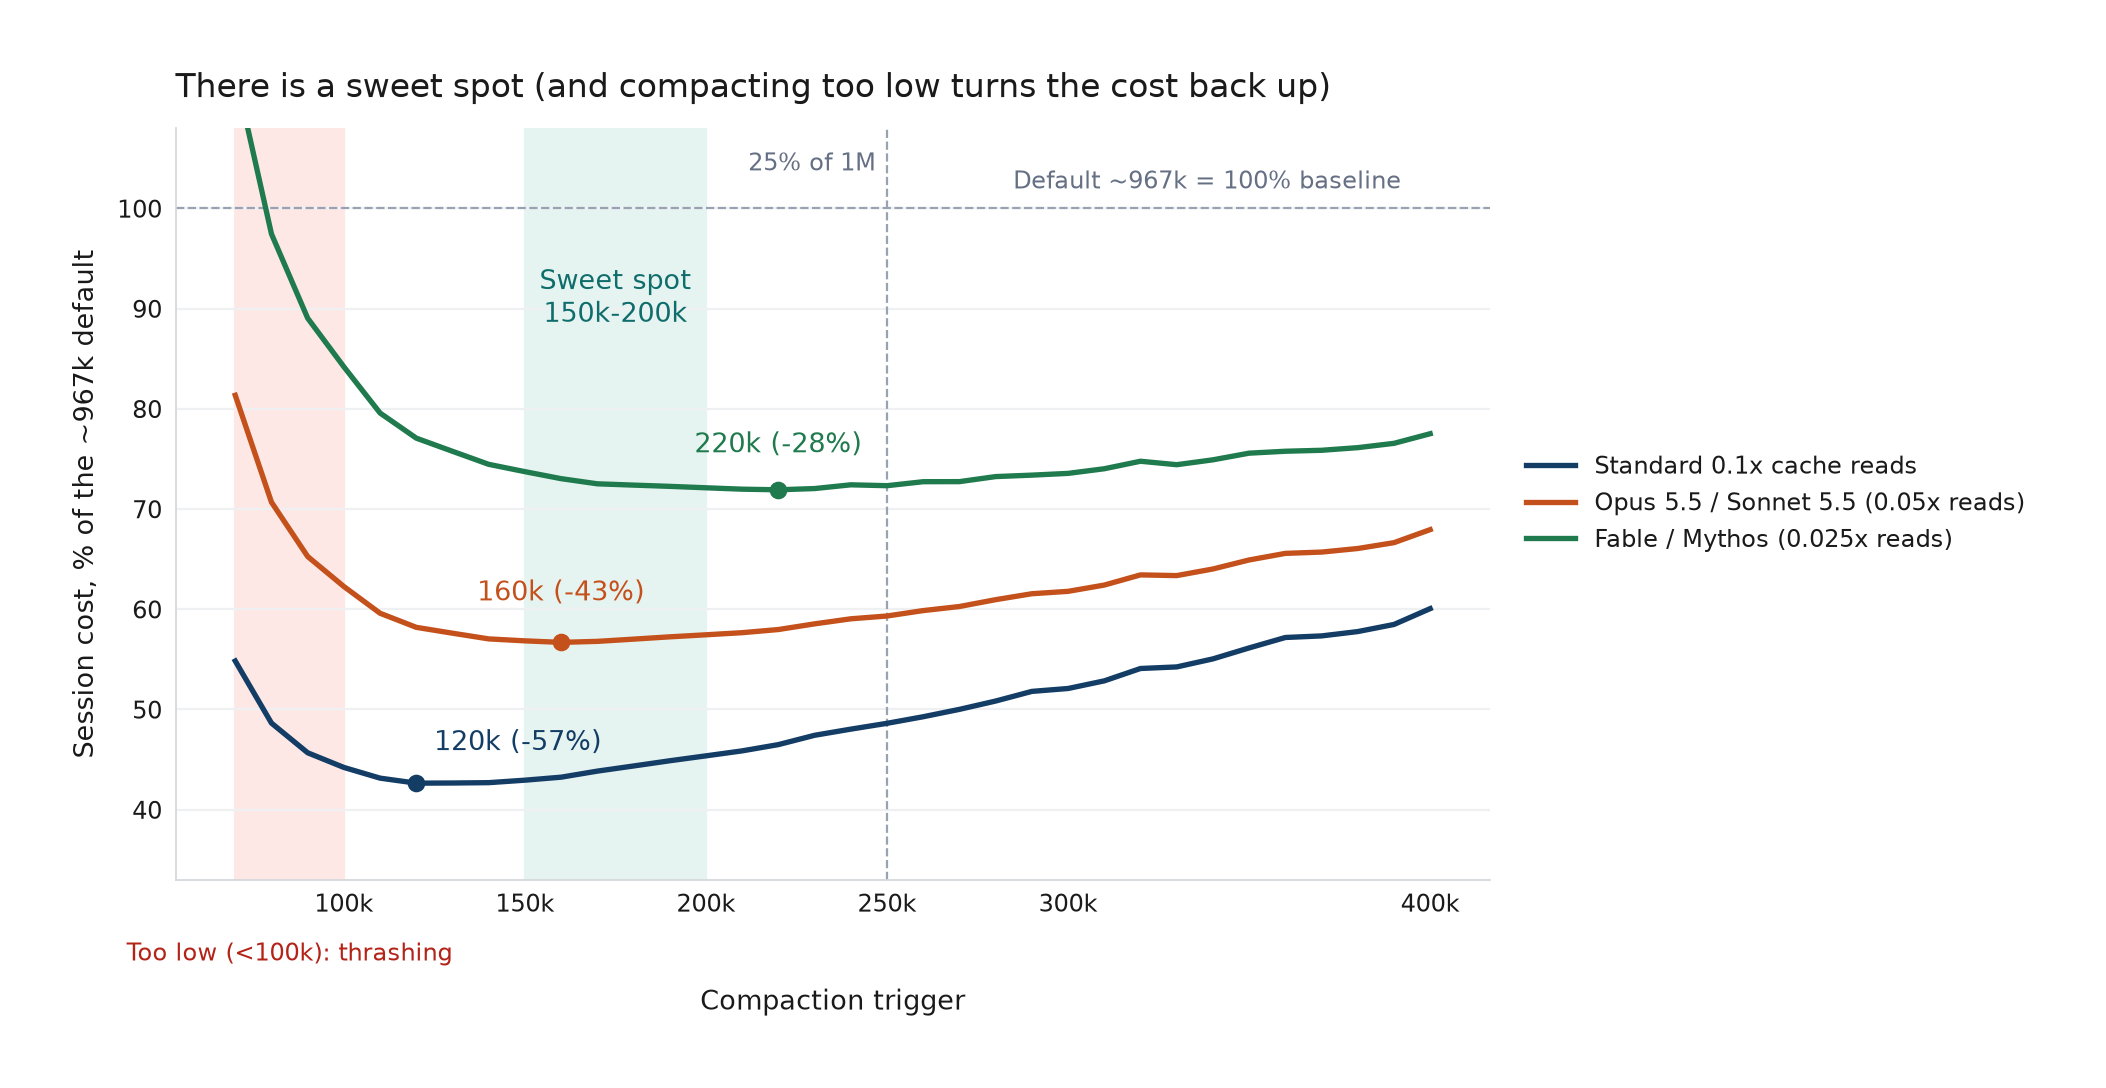 There is a sweet spot (and compacting too low turns the cost back up)
25% of 1M
Default ~967k = 100% baseline
Sweet spot
150k-200k
220k (-28%)
160k (-43%)
120k (-57%)
Session cost, % of the ~967k default
100
90
80
70
60
50
40
100k
150k
200k
250k
300k
400k
Too low (<100k): thrashing
Compaction trigger
Standard 0.1x cache reads
Opus 5.5 / Sonnet 5.5 (0.05x reads)
Fable / Mythos (0.025x reads)